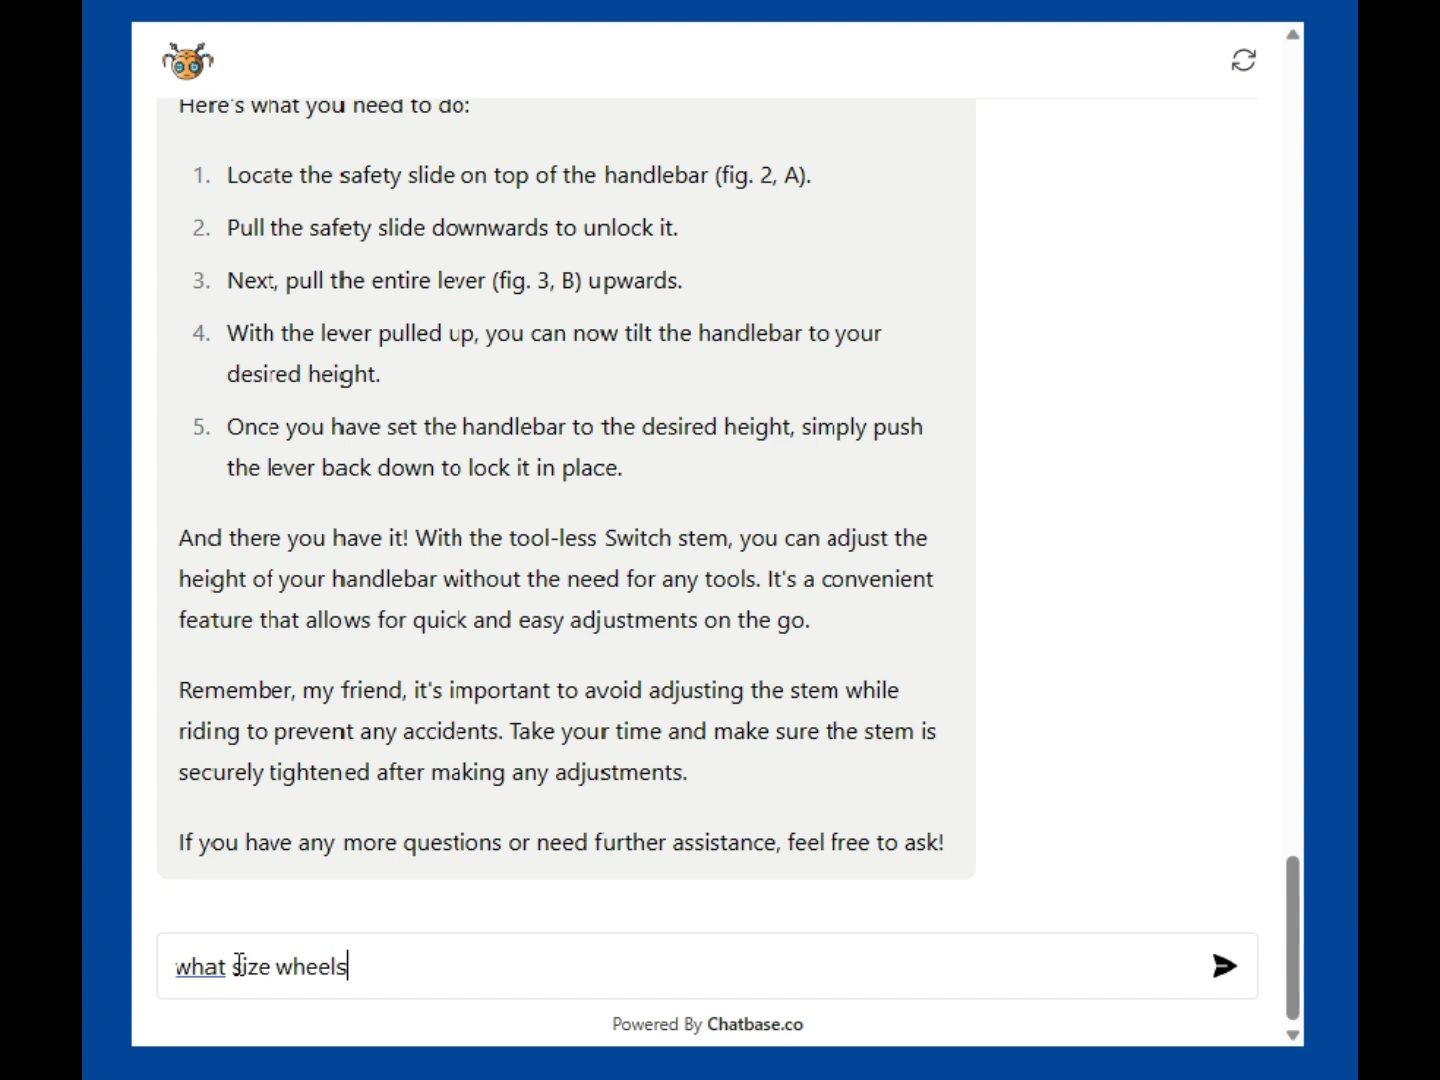 Here's what you need to do:
1. Locate the safety slide on top of the handlebar (fig. 2, A).
2. Pull the safety slide downwards to unlock it.
3. Next, pull the entire lever (fig. 3, B) upwards.
4. With the lever pulled up, you can now tilt the handlebar to your
desired height.
5. Once you have set the handlebar to the desired height, simply push
the lever back down to lock it in place.
And there you have it! With the tool-less Switch stem, you can adjust the
height of your handlebar without the need for any tools. It's a convenient
feature that allows for quick and easy adjustments on the go.
Remember, my friend, it's important to avoid adjusting the stem while
riding to prevent any accidents. Take your time and make sure the stem is
securely tightened after making any adjustments.
If you have any more questions or need further assistance, feel free to ask!
what size wheels
Powered By Chatbase.co